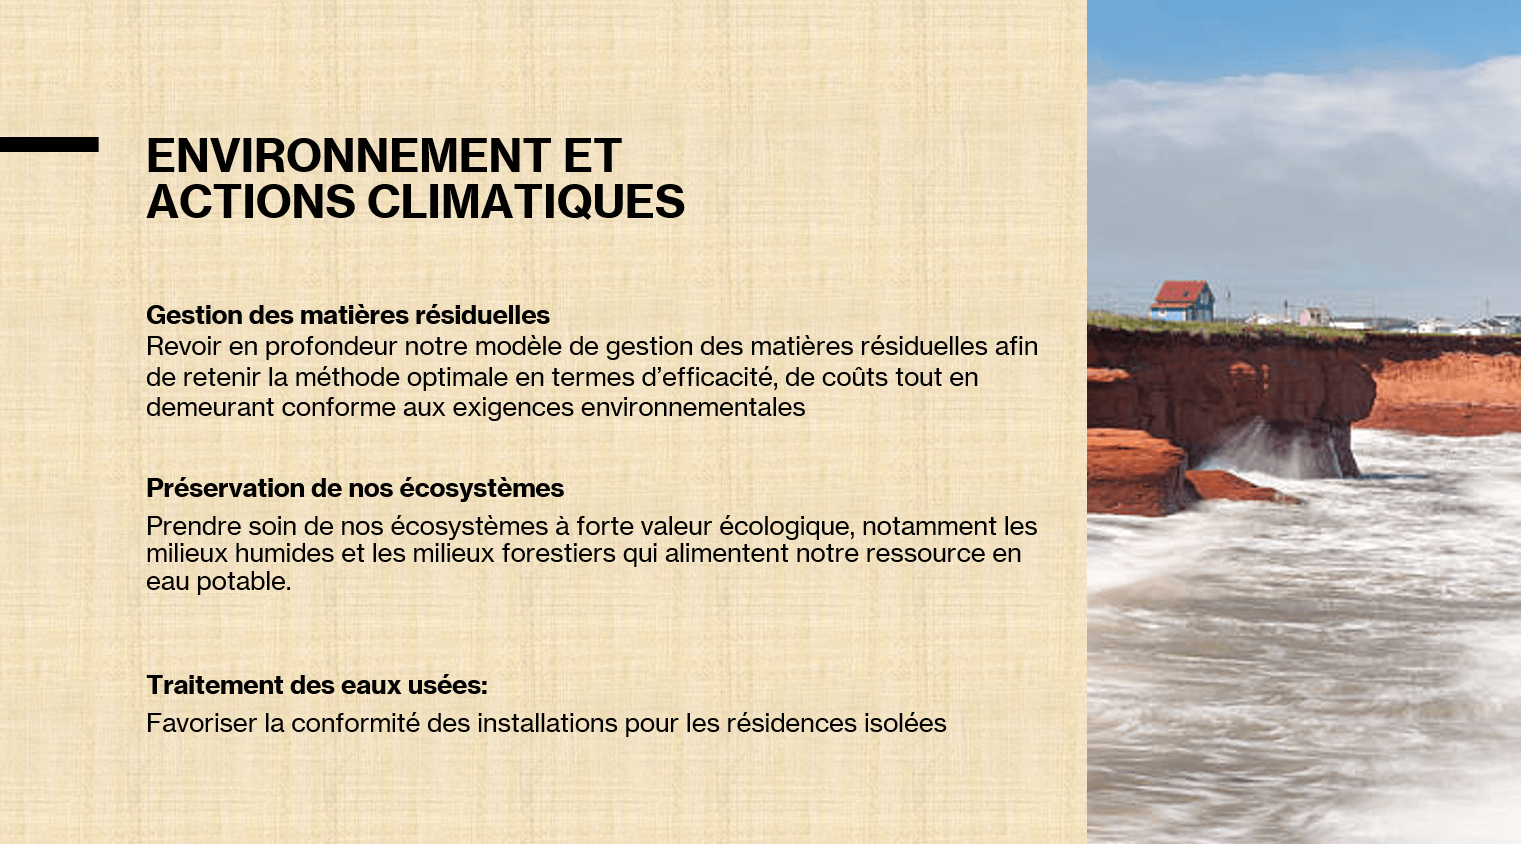 ENVIRONNEMENT ET
ACTIONS CLIMATIQUES
Gestion des matières résiduelles
Revoir en profondeur notre modèle de gestion des matières résiduelles afin
de retenir la méthode optimale en termes d’efficacité, de coûts tout en
demeurant conforme aux exigences environnementales
Préservation de nos écosystèmes
Prendre soin de nos écosystèmes à forte valeur écologique, notamment les
milieux humides et les milieux forestiers qui alimentent notre ressource en
eau potable.
Traitement des eaux usées:
Favoriser la conformité des installations pour les résidences isolées